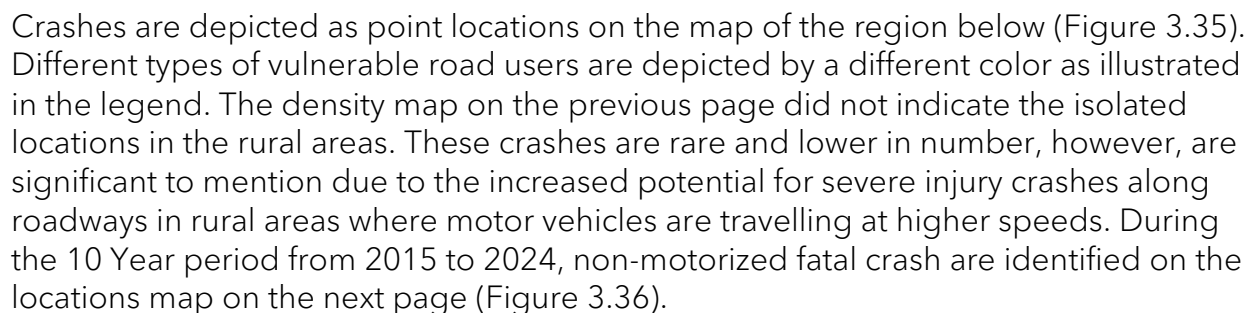 Crashes are depicted as point locations on the map of the region below (Figure 3.35).
Different types of vulnerable road users are depicted by a different color as illustrated
in the legend. The density map on the previous page did not indicate the isolated
locations in the rural areas. These crashes are rare and lower in number, however, are
significant to mention due to the increased potential for severe injury crashes along
roadways in rural areas where motor vehicles are travelling at higher speeds. During
the 10 Year period from 2015 to 2024, non-motorized fatal crash are identified on the
locations map on the next page (Figure 3.36).